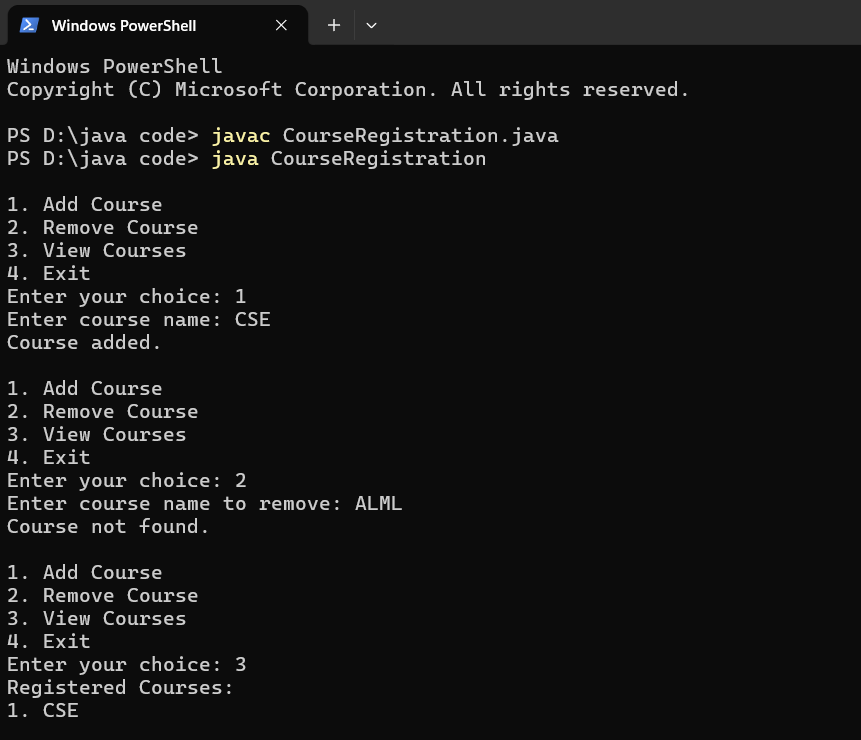 Windows PowerShell
Windows PowerShell
Copyright (C) Microsoft Corporation. All rights reserved.
PS D:\java code> javac CourseRegistration.java
PS D:\java code> java CourseRegistration
1. Add Course
2. Remove Course
3. View Courses
4. Exit
Enter your choice: 1
Enter course name: CSE
Course added.
1. Add Course
2. Remove Course
3. View Courses
4. Exit
Enter your choice: 2
Enter course name to remove: ALML
Course not found.
1. Add Course
2. Remove Course
3. View Courses
4. Exit
Enter your choice: 3
Registered Courses:
1. CSE